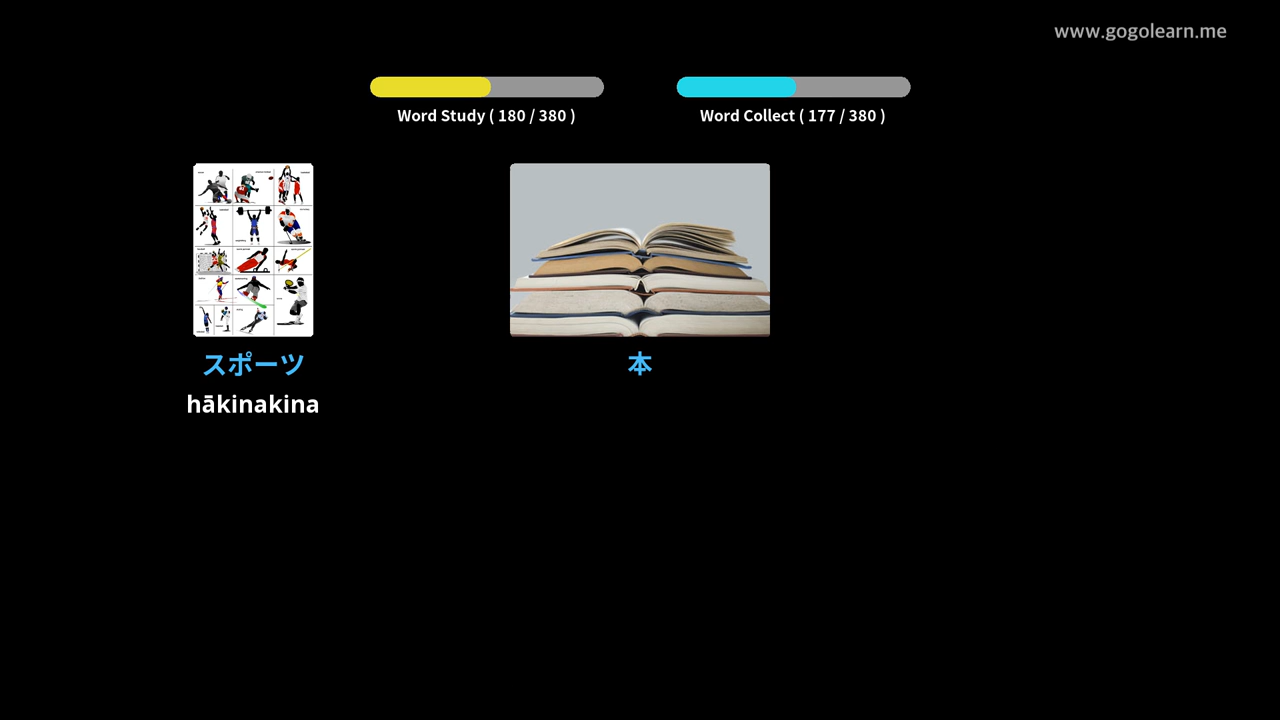 www.gogolearn.me
Word Study ( 180 / 380 )
Word Collect ( 177 / 380 )
スポーツ
hākinakina
本